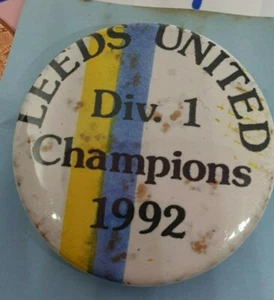 LEEDS UNITED
Div. 1
Champions
1992